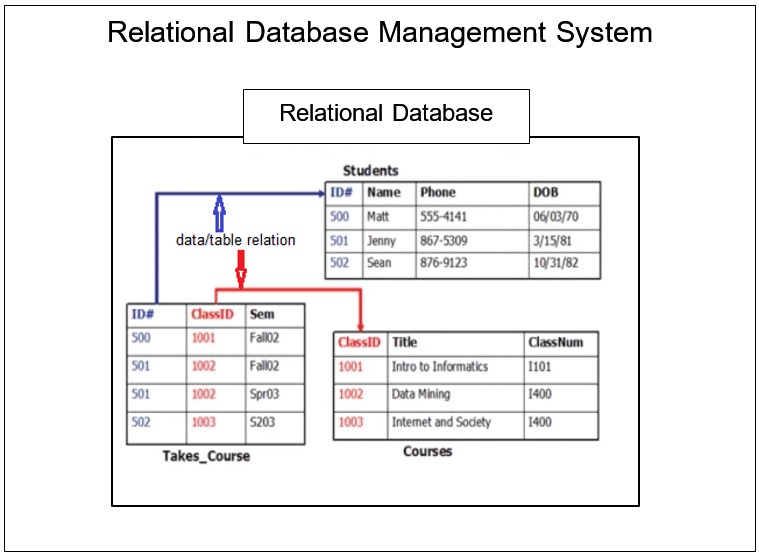 Relational Database Management System
Relational Database
Students
ID# Name Phone DOB
500 Matt 555-4141 06/03/70
501 Jenny 867-5309 3/15/81
502 Sean 876-9123 10/31/82
data/table relation
ID# ClassID Sem
500 1001 Fall02
501 1002 Fall02
501 1002 Spr03
502 1003 S203
Takes_Course
ClassID Title ClassNum
1001 Intro to Informatics I101
1002 Data Mining I400
1003 Internet and Society I400
Courses